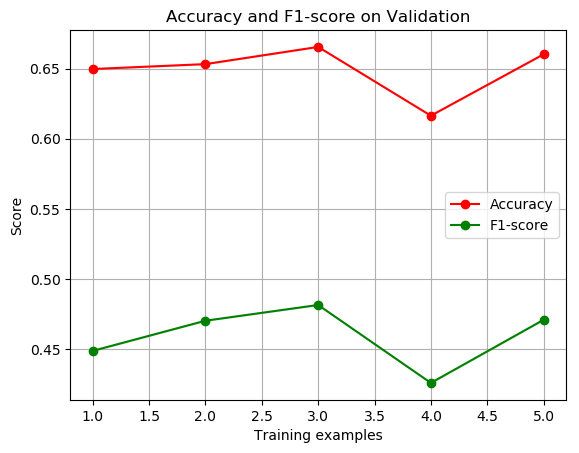 Accuracy and F1-score on Validation
Score
0.65
0.60
0.55
0.50
0.45
Accuracy
F1-score
1.0 1.5 2.0 2.5 3.0 3.5 4.0 4.5 5.0
Training examples